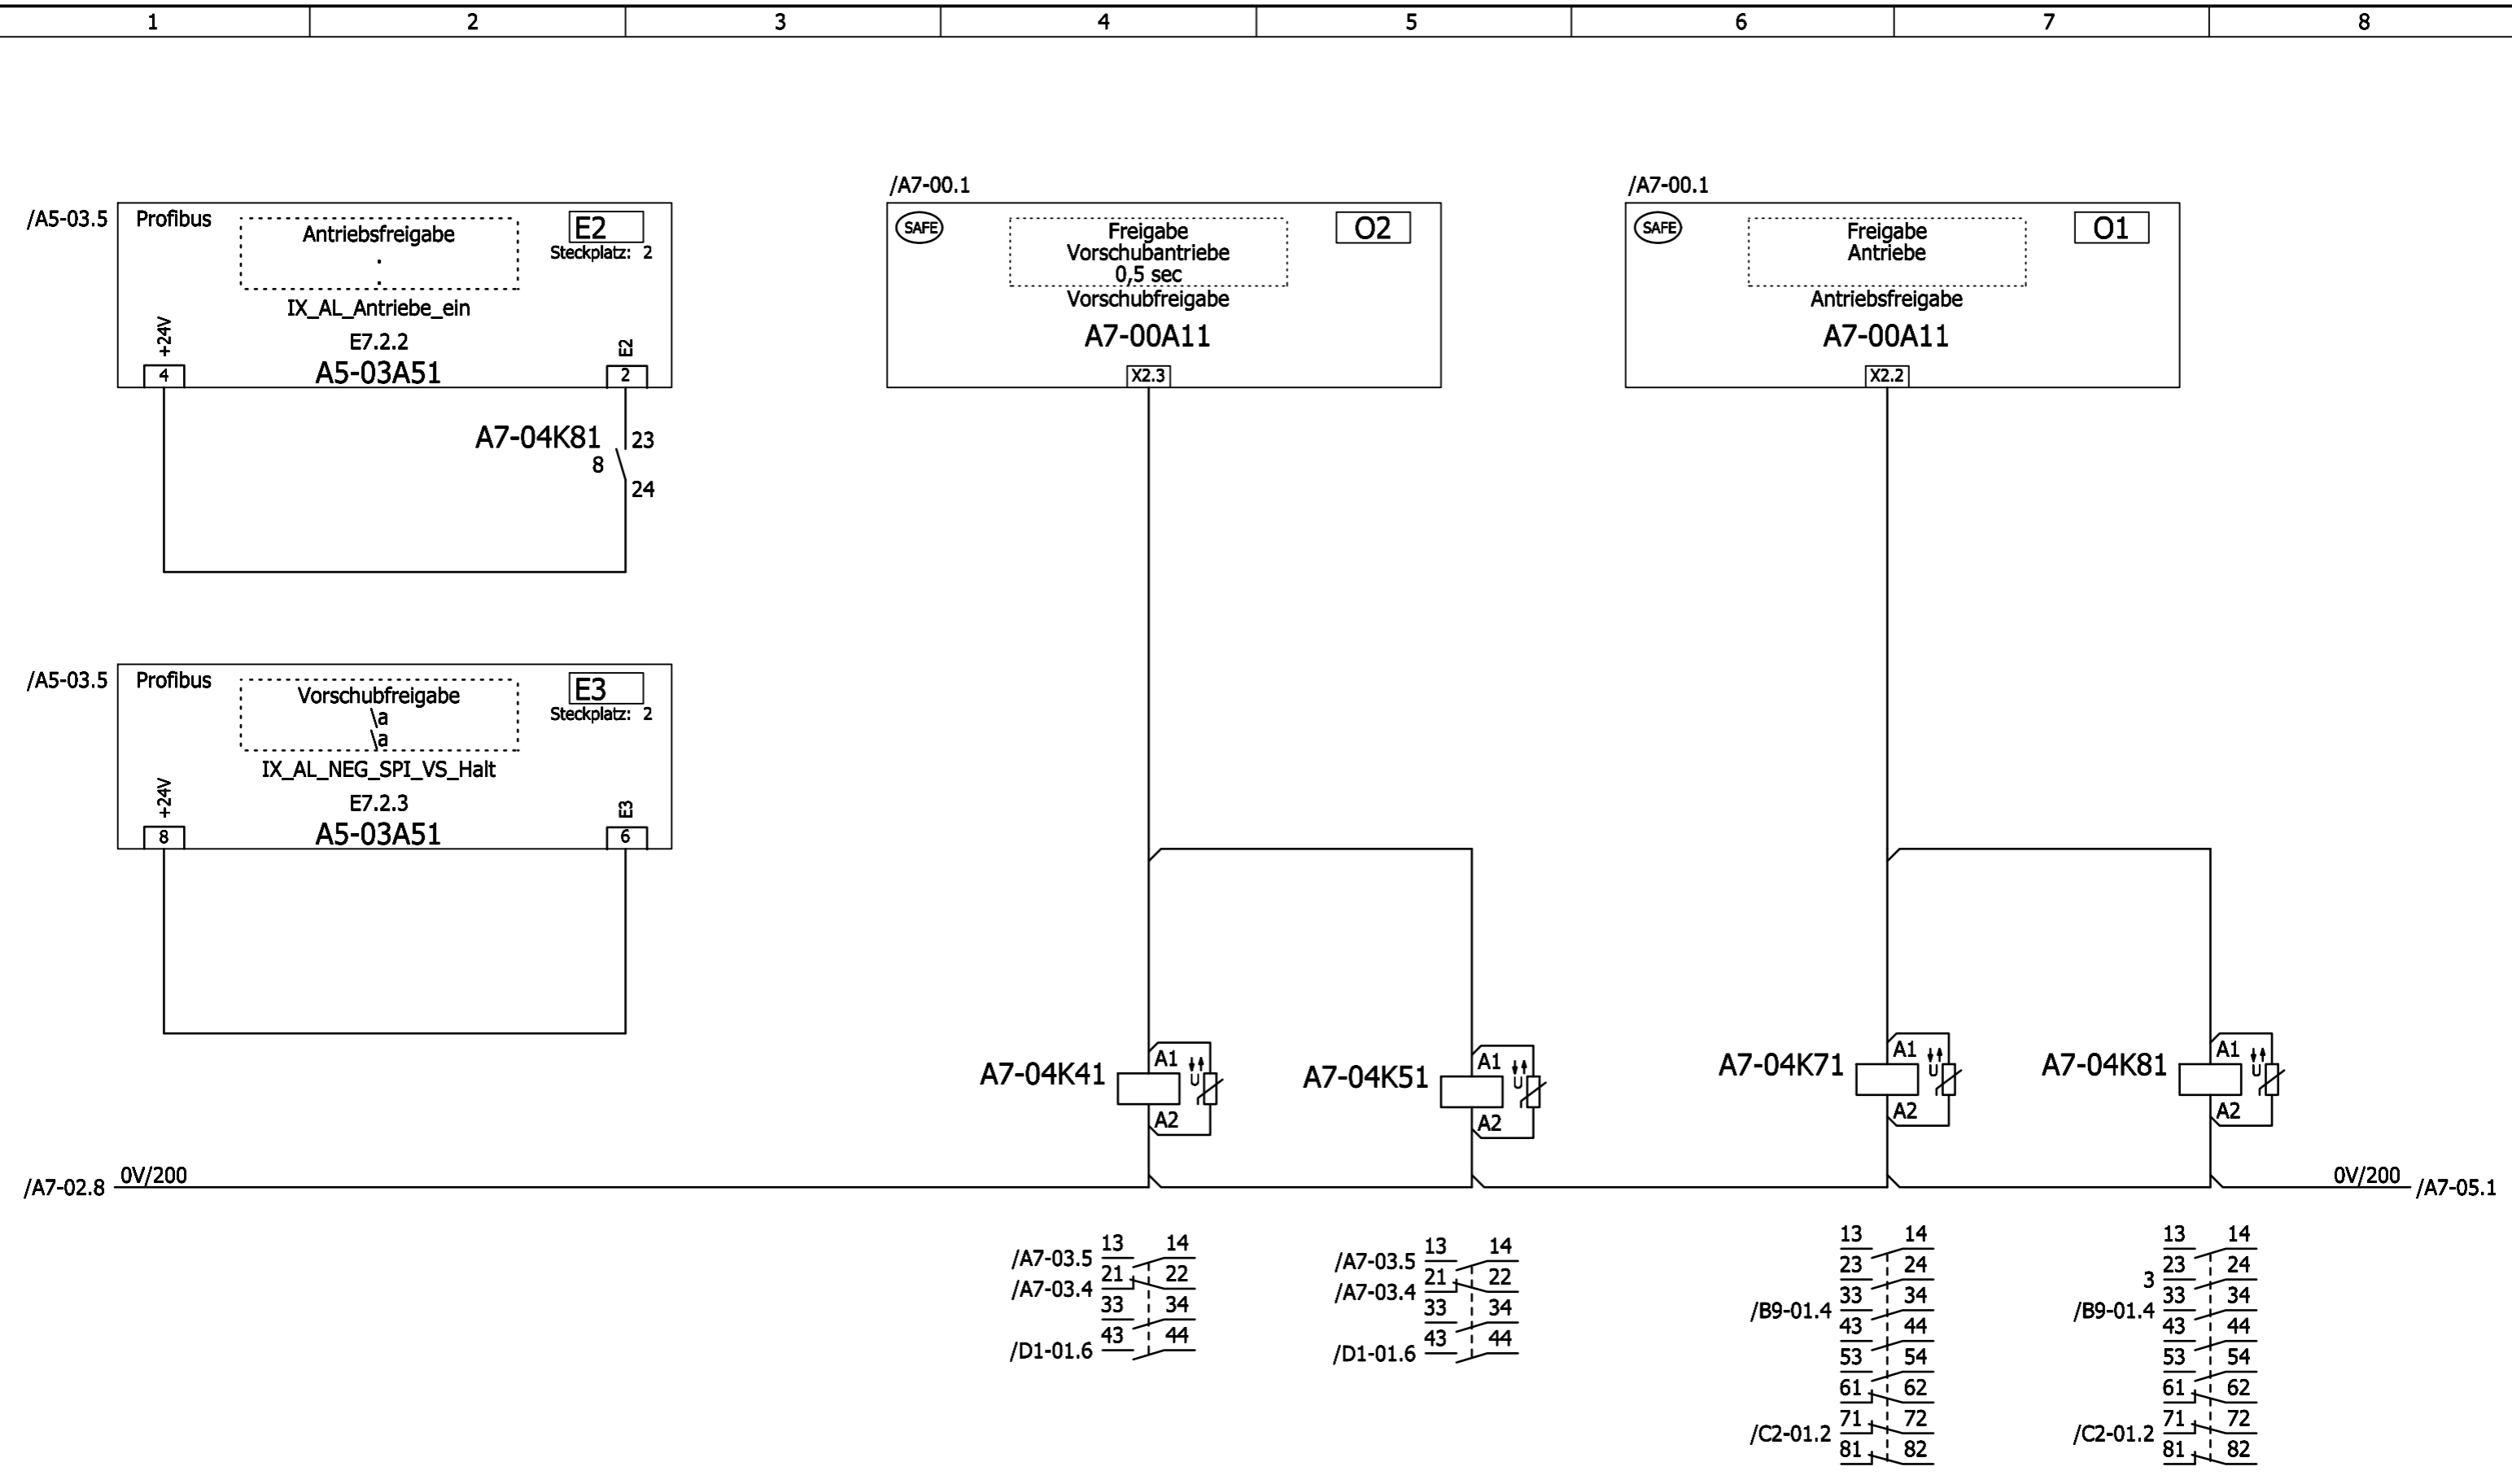 1 2 3 4 5 6 7 8
/A5-03.5
Profibus
Antriebsfreigabe
.
.
E2
Steckplatz: 2
IX_AL_Antriebe_ein
+24V
E7.2.2
E2
4
A5-03A51
2
A7-04K81
23
8
24
/A5-03.5
Profibus
Vorschubfreigabe
\a
\a
E3
Steckplatz: 2
IX_AL_NEG_SPI_VS_Halt
+24V
E7.2.3
E3
8
A5-03A51
6
/A7-00.1
SAFE
Freigabe
Vorschubantriebe
0,5 sec
O2
Vorschubfreigabe
A7-00A11
X2.3
/A7-00.1
SAFE
Freigabe
Antriebe
O1
Antriebsfreigabe
A7-00A11
X2.2
A7-04K41
A1
U
A2
A7-04K51
A1
U
A2
A7-04K71
A1
U
A2
A7-04K81
A1
U
A2
/A7-02.8
0V/200
0V/200
/A7-05.1
/A7-03.5 13 14
/A7-03.4 21 22
33 34
/D1-01.6 43 44
/A7-03.5 13 14
/A7-03.4 21 22
33 34
/D1-01.6 43 44
13 14
23 24
/B9-01.4 33 34
43 44
53 54
61 62
/C2-01.2 71 72
81 82
13 14
3 23 24
/B9-01.4 33 34
43 44
53 54
61 62
/C2-01.2 71 72
81 82